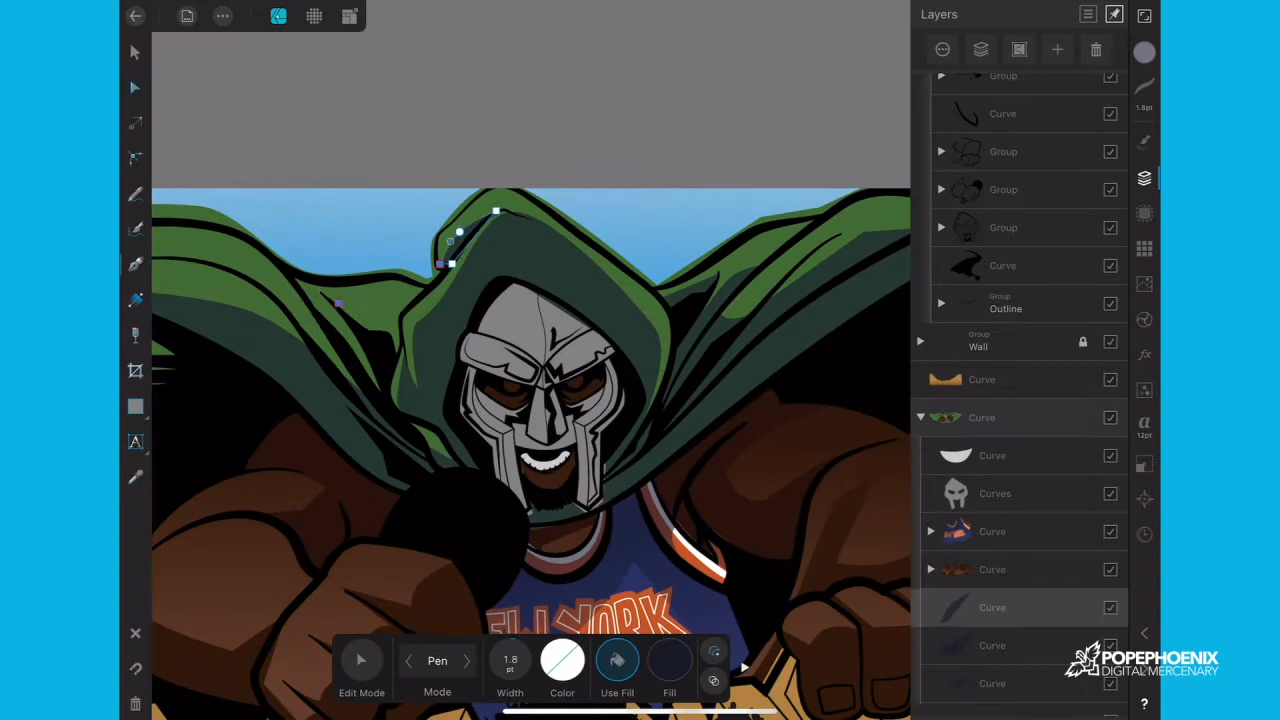 Layers
1.8pt
Group
Curve
Group
Group
Group
Curve
Group
Outline
Group
Wall
Curve
Curve
Curve
Curves
Curve
Curve
Curve
Curve
Curve
12pt
NEW YORK
1.8
pt
Pen
Edit Mode
Mode
Width
Color
Use Fill
Fill
POPEPHOENIX
DIGITAL MERCENARY